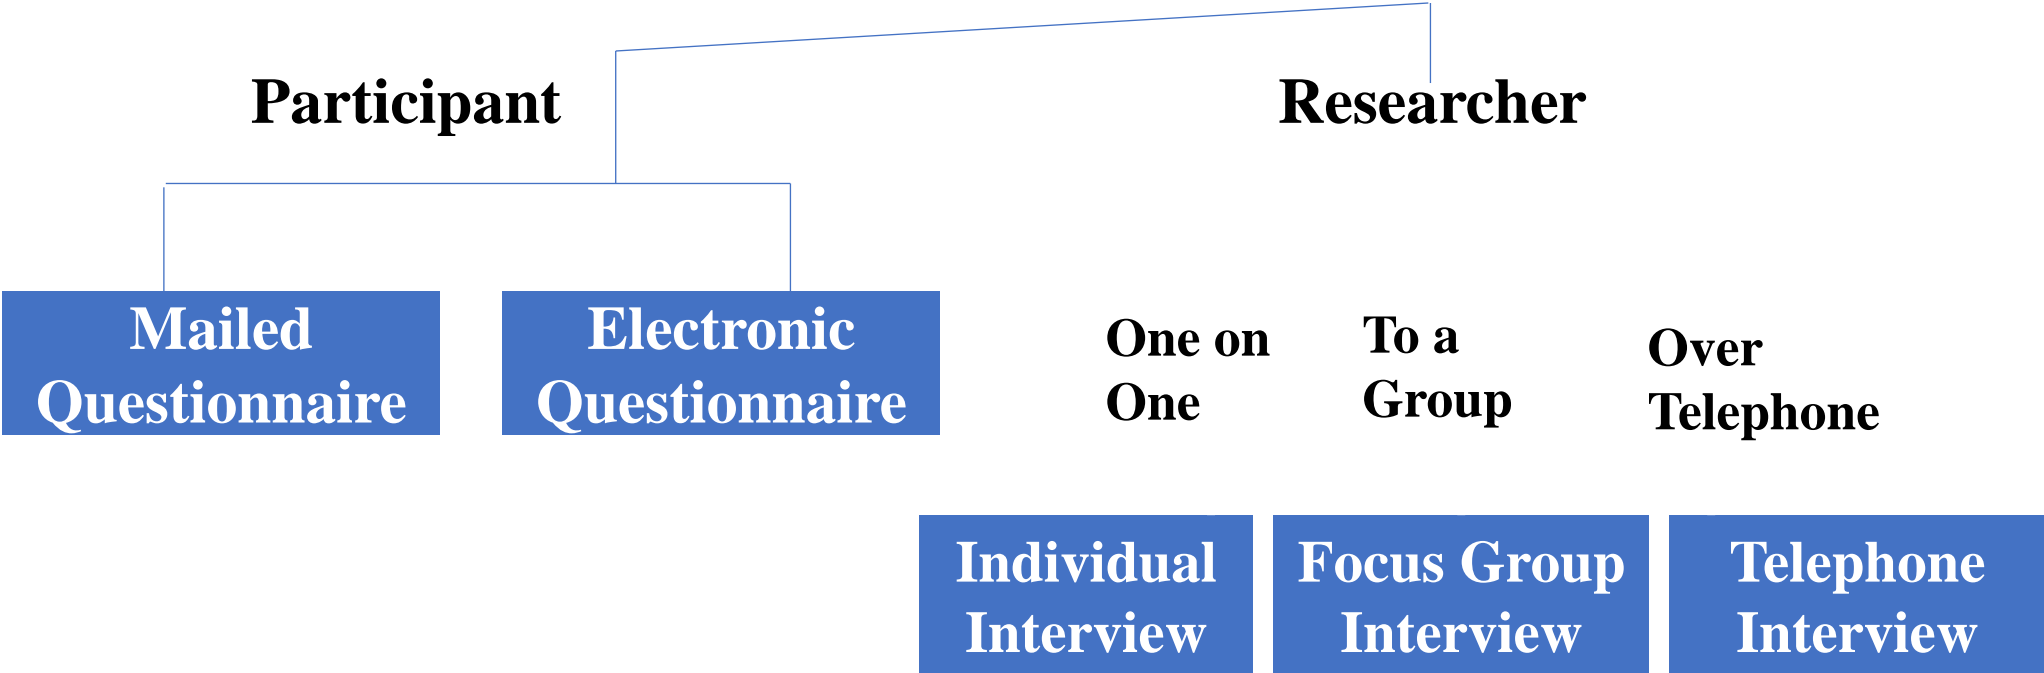 Participant
Researcher
Mailed
Questionnaire
Electronic
Questionnaire
One on
One
To a
Group
Over
Telephone
Individual
Interview
Focus Group
Interview
Telephone
Interview